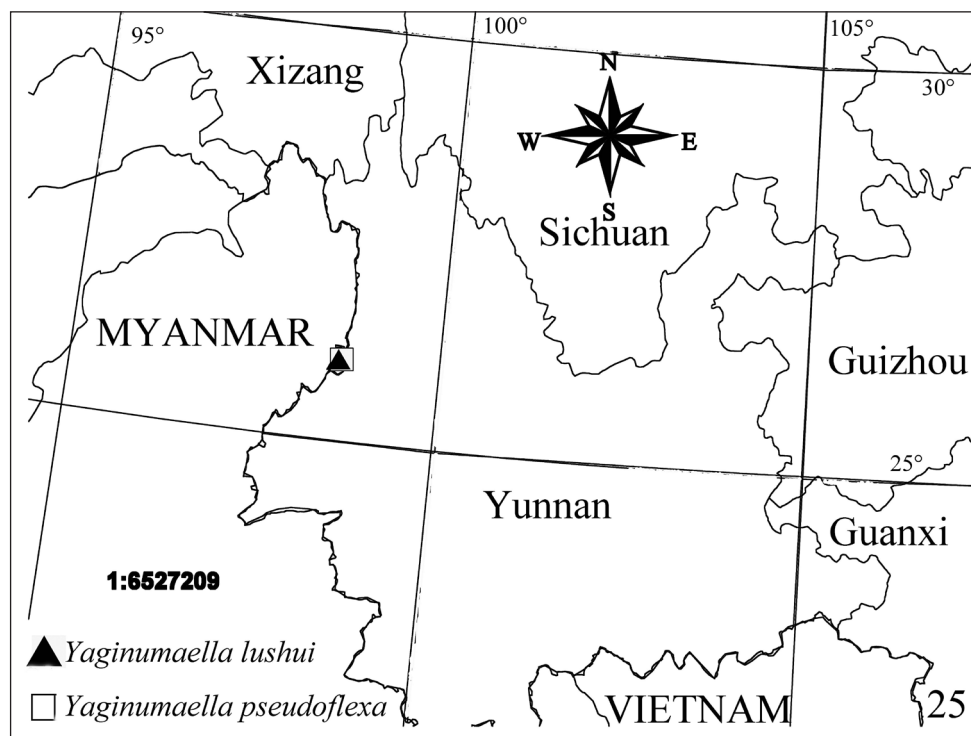 95°
100°
105°
Xizang
N
30°
W
E
S
Sichuan
MYANMAR
Guizhou
25°
Yunnan
Guanxi
1:6527209
Yaginumaella lushui
Yaginumaella pseudoflexa
VIETNAM
25